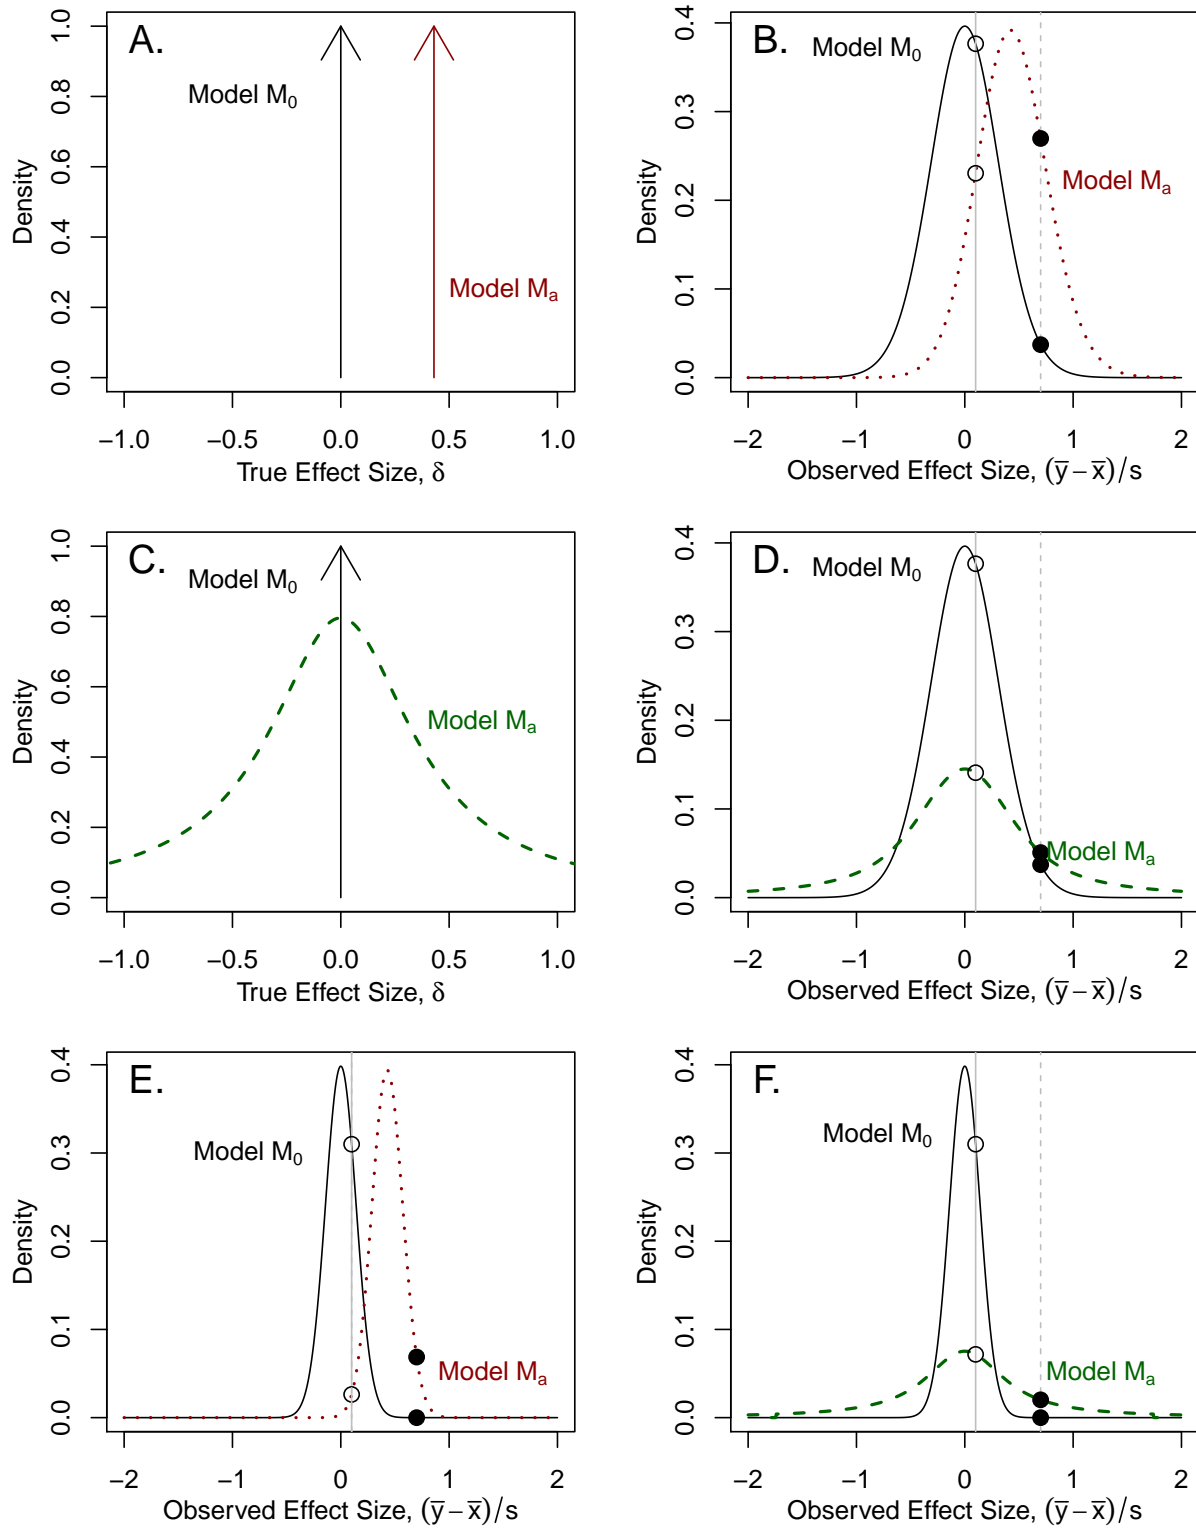 A.
Model M₀
Model Mₐ
Density
0.0 0.2 0.4 0.6 0.8 1.0
−1.0 −0.5 0.0 0.5 1.0
True Effect Size, δ
B.
Model M₀
Model Mₐ
Density
0.0 0.1 0.2 0.3 0.4
−2 −1 0 1 2
Observed Effect Size, (y̅ − x̅)/s
C.
Model M₀
Model Mₐ
Density
0.0 0.2 0.4 0.6 0.8 1.0
−1.0 −0.5 0.0 0.5 1.0
True Effect Size, δ
D.
Model M₀
Model Mₐ
Density
0.0 0.1 0.2 0.3 0.4
−2 −1 0 1 2
Observed Effect Size, (y̅ − x̅)/s
E.
Model M₀
Model Mₐ
Density
0.0 0.1 0.2 0.3 0.4
−2 −1 0 1 2
Observed Effect Size, (y̅ − x̅)/s
F.
Model M₀
Model Mₐ
Density
0.0 0.1 0.2 0.3 0.4
−2 −1 0 1 2
Observed Effect Size, (y̅ − x̅)/s